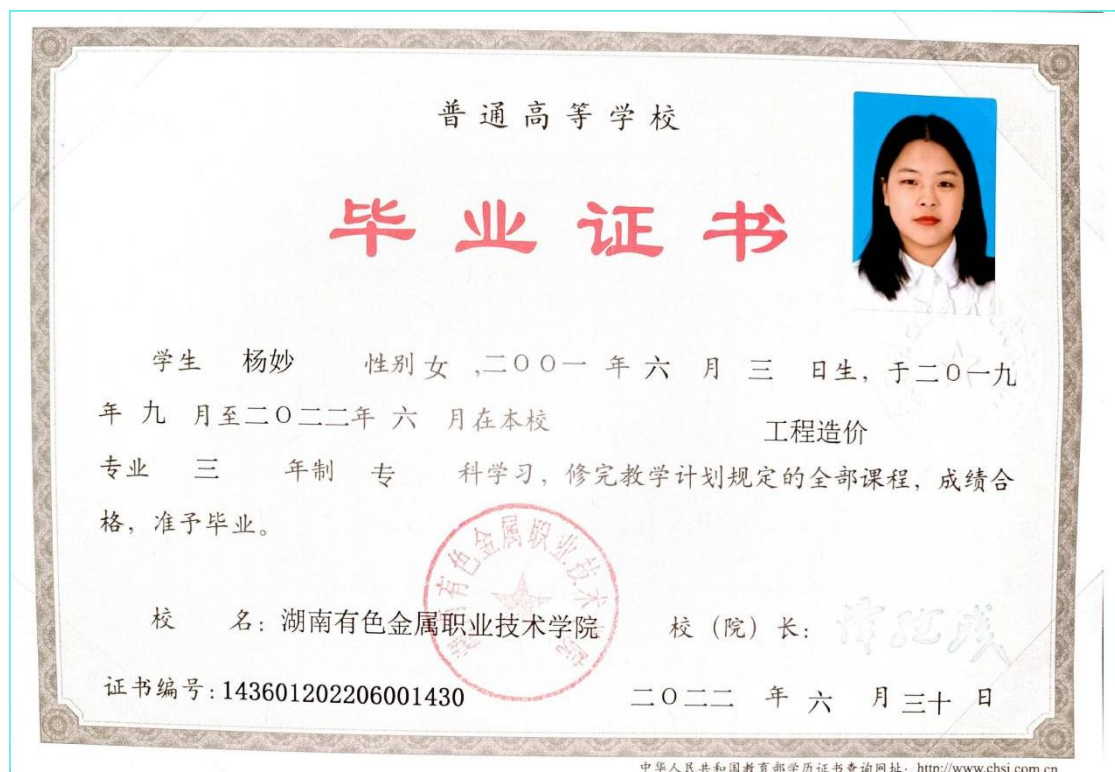 普通高等学校
毕业证书
学生 杨妙 性别 女 ,二00一 年 六 月 三 日生, 于二0一九
年 九 月至二0二二年 六 月在本校 工程造价
专业 三 年制 专 科学习, 修完教学计划规定的全部课程, 成绩合
格, 准予毕业。
湖南有色金属职业技术学院
校 名: 湖南有色金属职业技术学院 校(院)长:
证书编号: 143601202206001430 二0二二 年 六 月 三十 日
中华人民共和国教育部学历证书查询网址: http://www.chsi.com.cn